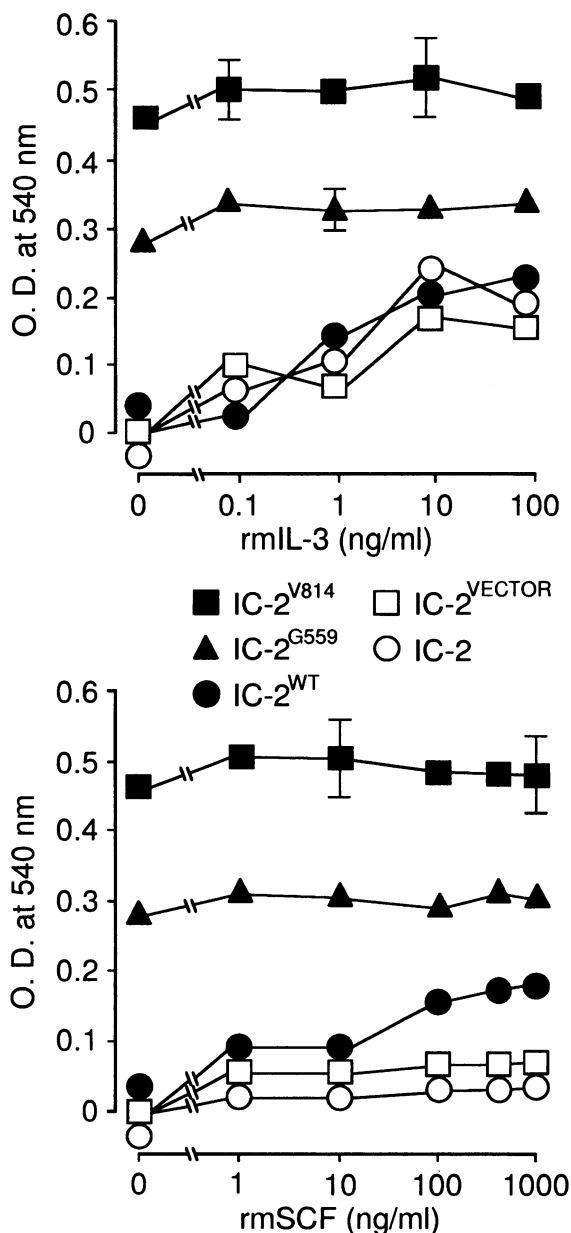 0.6
0.5
0.4
0.3
0.2
0.1
0
O. D. at 540 nm
0 0.1 1 10 100
rmIL-3 (ng/ml)
IC-2^V814 IC-2^VECTOR
IC-2^G559 IC-2
IC-2^WT
0.6
0.5
0.4
0.3
0.2
0.1
0
O. D. at 540 nm
0 1 10 100 1000
rmSCF (ng/ml)